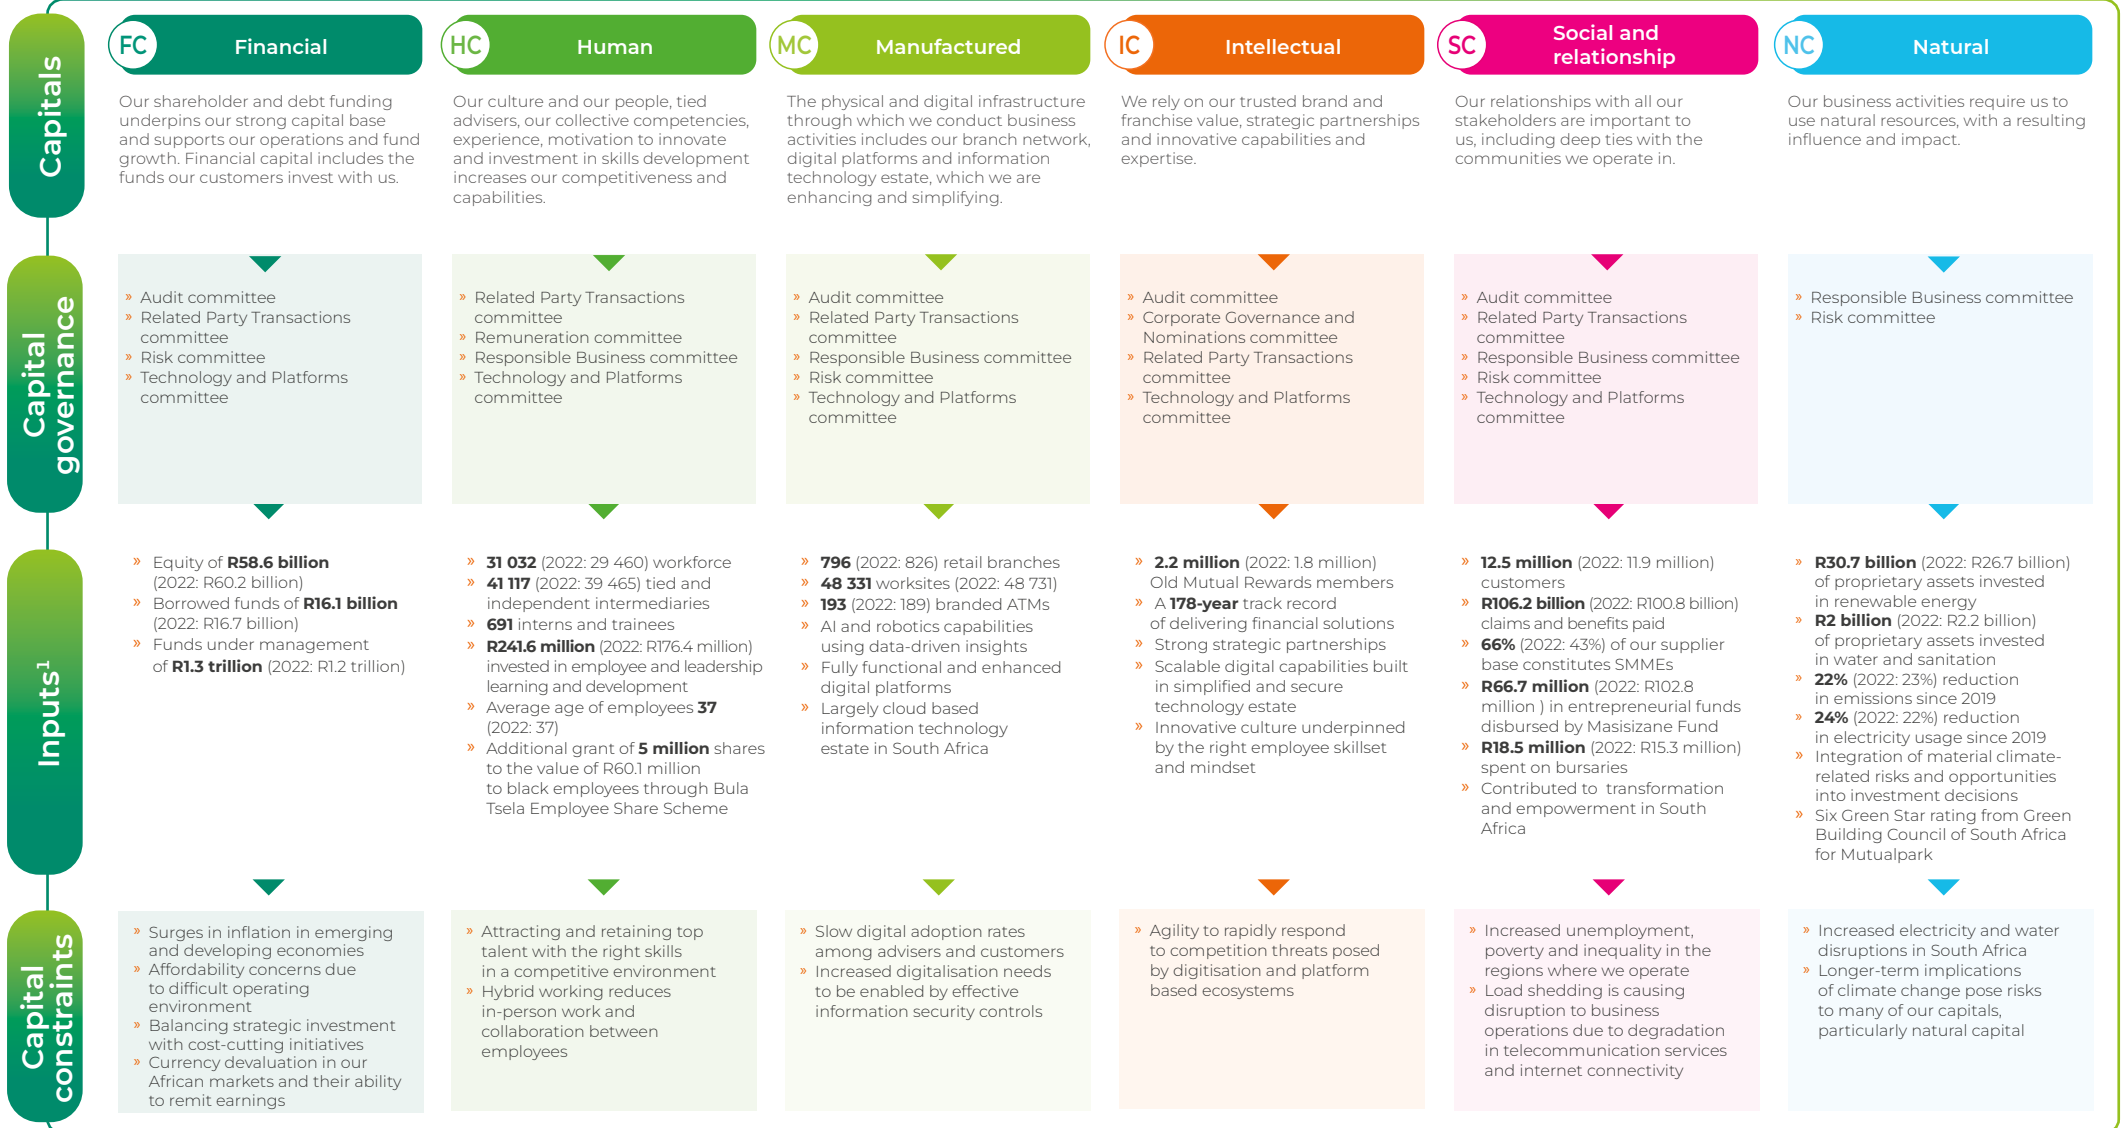 Capitals
FC
Financial
Our shareholder and debt funding
underpins our strong capital base
and supports our operations and fund
growth. Financial capital includes the
funds our customers invest with us.
HC
Human
Our culture and our people, tied
advisers, our collective competencies,
experience, motivation to innovate
and investment in skills development
increases our competitiveness and
capabilities.
MC
Manufactured
The physical and digital infrastructure
through which we conduct business
activities includes our branch network,
digital platforms and information
technology estate, which we are
enhancing and simplifying.
IC
Intellectual
We rely on our trusted brand and
franchise value, strategic partnerships
and innovative capabilities and
expertise.
SC
Social and
relationship
Our relationships with all our
stakeholders are important to
us, including deep ties with the
communities we operate in.
NC
Natural
Our business activities require us to
use natural resources, with a resulting
influence and impact.
Capital
governance
» Audit committee
» Related Party Transactions
committee
» Risk committee
» Technology and Platforms
committee
» Related Party Transactions
committee
» Remuneration committee
» Responsible Business committee
» Technology and Platforms
committee
» Audit committee
» Related Party Transactions
committee
» Responsible Business committee
» Risk committee
» Technology and Platforms
committee
» Audit committee
» Corporate Governance and
Nominations committee
» Related Party Transactions
committee
» Technology and Platforms
committee
» Audit committee
» Related Party Transactions
committee
» Responsible Business committee
» Risk committee
» Technology and Platforms
committee
» Responsible Business committee
» Risk committee
Inputs¹
» Equity of R58.6 billion
(2022: R60.2 billion)
» Borrowed funds of R16.1 billion
(2022: R16.7 billion)
» Funds under management
of R1.3 trillion (2022: R1.2 trillion)
» 31 032 (2022: 29 460) workforce
» 41 117 (2022: 39 465) tied and
independent intermediaries
» 691 interns and trainees
» R241.6 million (2022: R176.4 million)
invested in employee and leadership
learning and development
» Average age of employees 37
(2022: 37)
» Additional grant of 5 million shares
to the value of R60.1 million
to black employees through Bula
Tsela Employee Share Scheme
» 796 (2022: 826) retail branches
» 48 331 worksites (2022: 48 731)
» 193 (2022: 189) branded ATMs
» AI and robotics capabilities
using data-driven insights
» Fully functional and enhanced
digital platforms
» Largely cloud based
information technology
estate in South Africa
» 2.2 million (2022: 1.8 million)
Old Mutual Rewards members
» A 178-year track record
of delivering financial solutions
» Strong strategic partnerships
» Scalable digital capabilities built
in simplified and secure
technology estate
» Innovative culture underpinned
by the right employee skillset
and mindset
» 12.5 million (2022: 11.9 million)
customers
» R106.2 billion (2022: R100.8 billion)
claims and benefits paid
» 66% (2022: 43%) of our supplier
base constitutes SMMEs
» R66.7 million (2022: R102.8
million ) in entrepreneurial funds
disbursed by Masisizane Fund
» R18.5 million (2022: R15.3 million)
spent on bursaries
» Contributed to transformation
and empowerment in South
Africa
» R30.7 billion (2022: R26.7 billion)
of proprietary assets invested
in renewable energy
» R2 billion (2022: R2.2 billion)
of proprietary assets invested
in water and sanitation
» 22% (2022: 23%) reduction
in emissions since 2019
» 24% (2022: 22%) reduction
in electricity usage since 2019
» Integration of material climate-
related risks and opportunities
into investment decisions
» Six Green Star rating from Green
Building Council of South Africa
for Mutualpark
Capital
constraints
» Surges in inflation in emerging
and developing economies
» Affordability concerns due
to difficult operating
environment
» Balancing strategic investment
with cost-cutting initiatives
» Currency devaluation in our
African markets and their ability
to remit earnings
» Attracting and retaining top
talent with the right skills
in a competitive environment
» Hybrid working reduces
in-person work and
collaboration between
employees
» Slow digital adoption rates
among advisers and customers
» Increased digitalisation needs
to be enabled by effective
information security controls
» Agility to rapidly respond
to competition threats posed
by digitisation and platform
based ecosystems
» Increased unemployment,
poverty and inequality in the
regions where we operate
» Load shedding is causing
disruption to business
operations due to degradation
in telecommunication services
and internet connectivity
» Increased electricity and water
disruptions in South Africa
» Longer-term implications
of climate change pose risks
to many of our capitals,
particularly natural capital